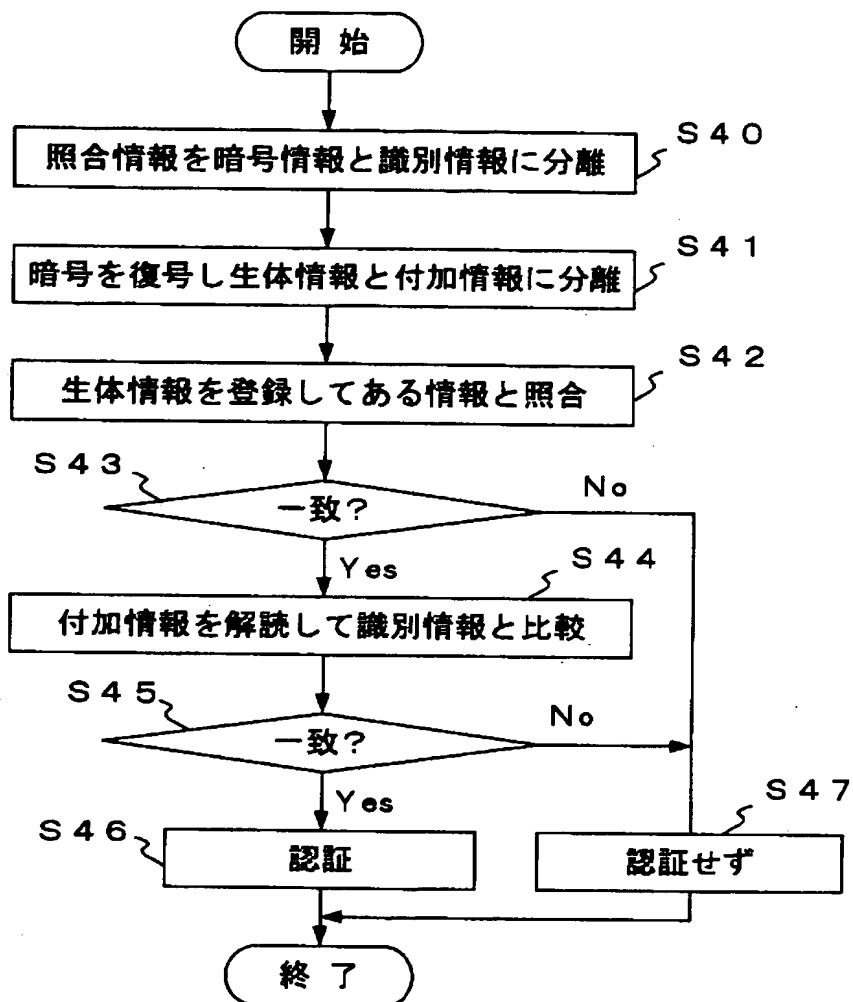 開始
S40
照合情報を暗号情報と識別情報に分離
S41
暗号を復号し生体情報と付加情報に分離
S42
生体情報を登録してある情報と照合
S43
一致?
No
Yes
S44
付加情報を解読して識別情報と比較
S45
一致?
No
Yes
S46
認証
S47
認証せず
終了